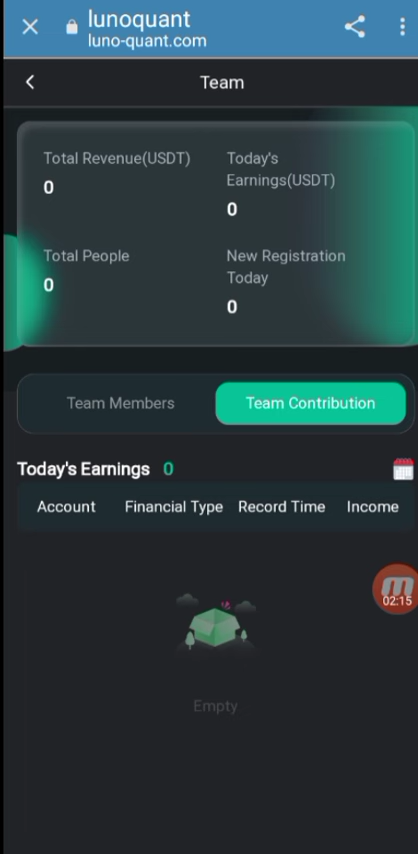 lunoquant
luno-quant.com
Team
Total Revenue(USDT)
0
Today's
Earnings(USDT)
0
Total People
0
New Registration
Today
0
Team Members
Team Contribution
Today's Earnings 0
Account Financial Type Record Time Income
02:15
Empty